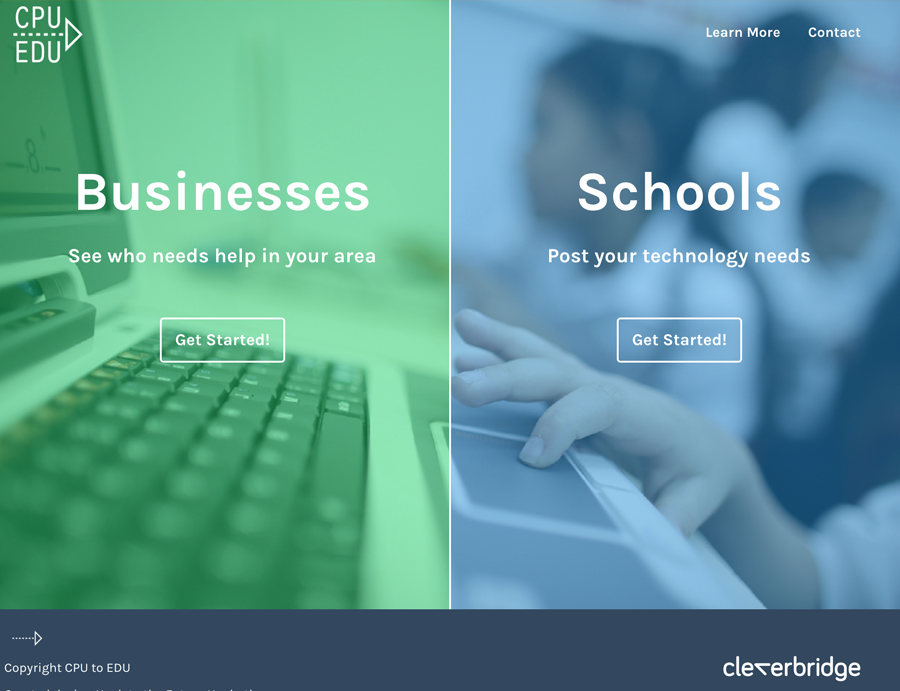 CPU
EDU
Learn More
Contact
Businesses
See who needs help in your area
Get Started!
Schools
Post your technology needs
Get Started!
Copyright CPU to EDU
cleverbridge